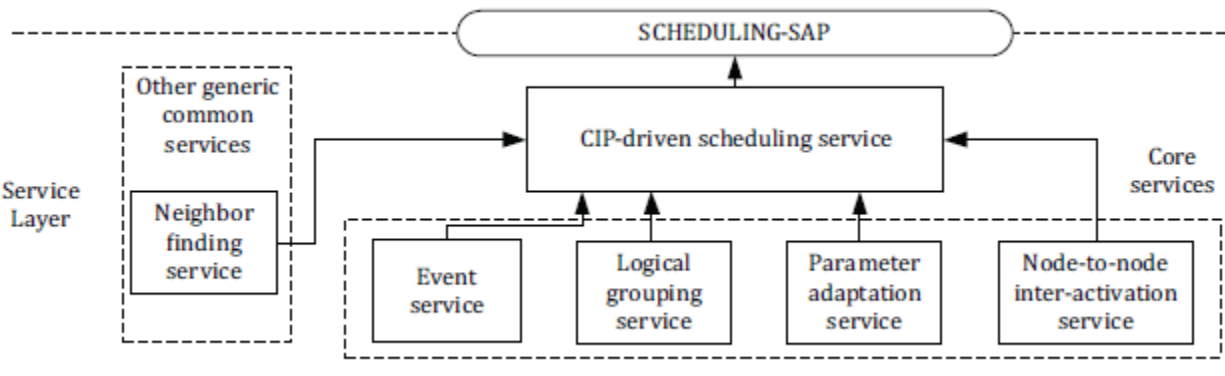 SCHEDULING-SAP
Other generic
common
services
CIP-driven scheduling service
Core
services
Service
Layer
Neighbor
finding
service
Event
service
Logical
grouping
service
Parameter
adaptation
service
Node-to-node
inter-activation
service